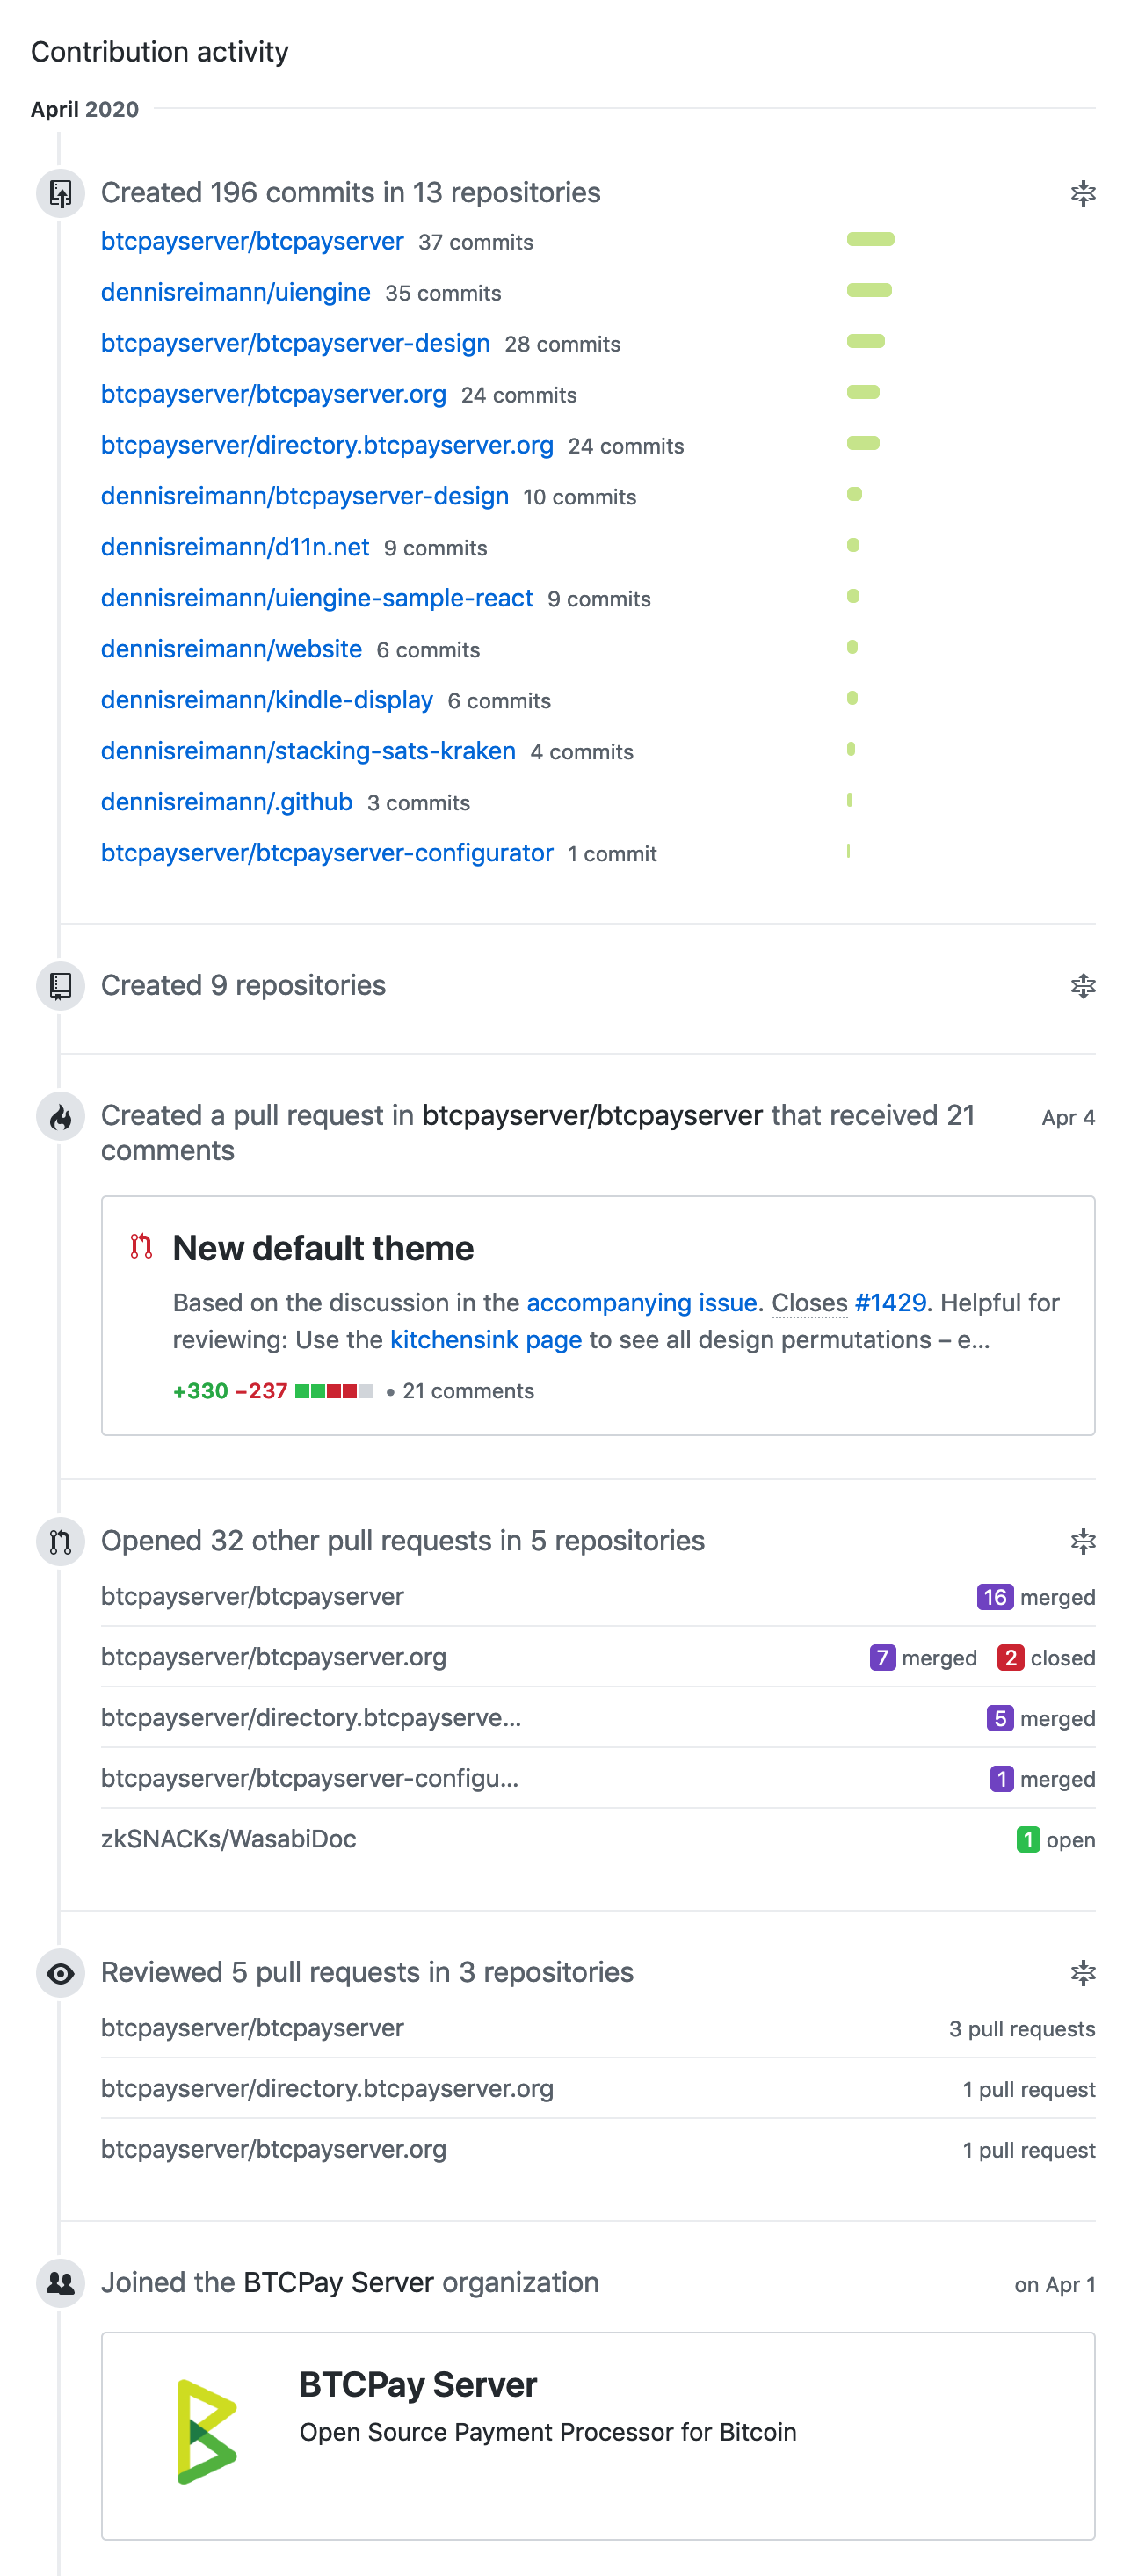 Contribution activity
April 2020
Created 196 commits in 13 repositories
btcpayserver/btcpayserver 37 commits
dennisreimann/uiengine 35 commits
btcpayserver/btcpayserver-design 28 commits
btcpayserver/btcpayserver.org 24 commits
btcpayserver/directory.btcpayserver.org 24 commits
dennisreimann/btcpayserver-design 10 commits
dennisreimann/d11n.net 9 commits
dennisreimann/uiengine-sample-react 9 commits
dennisreimann/website 6 commits
dennisreimann/kindle-display 6 commits
dennisreimann/stacking-sats-kraken 4 commits
dennisreimann/.github 3 commits
btcpayserver/btcpayserver-configurator 1 commit
Created 9 repositories
Created a pull request in btcpayserver/btcpayserver that received 21 Apr 4
comments
New default theme
Based on the discussion in the accompanying issue. Closes #1429. Helpful for
reviewing: Use the kitchensink page to see all design permutations – e...
+330 −237 • 21 comments
Opened 32 other pull requests in 5 repositories
btcpayserver/btcpayserver 16 merged
btcpayserver/btcpayserver.org 7 merged 2 closed
btcpayserver/directory.btcpayserve... 5 merged
btcpayserver/btcpayserver-configu... 1 merged
zkSNACKs/WasabiDoc 1 open
Reviewed 5 pull requests in 3 repositories
btcpayserver/btcpayserver 3 pull requests
btcpayserver/directory.btcpayserver.org 1 pull request
btcpayserver/btcpayserver.org 1 pull request
Joined the BTCPay Server organization on Apr 1
BTCPay Server
Open Source Payment Processor for Bitcoin